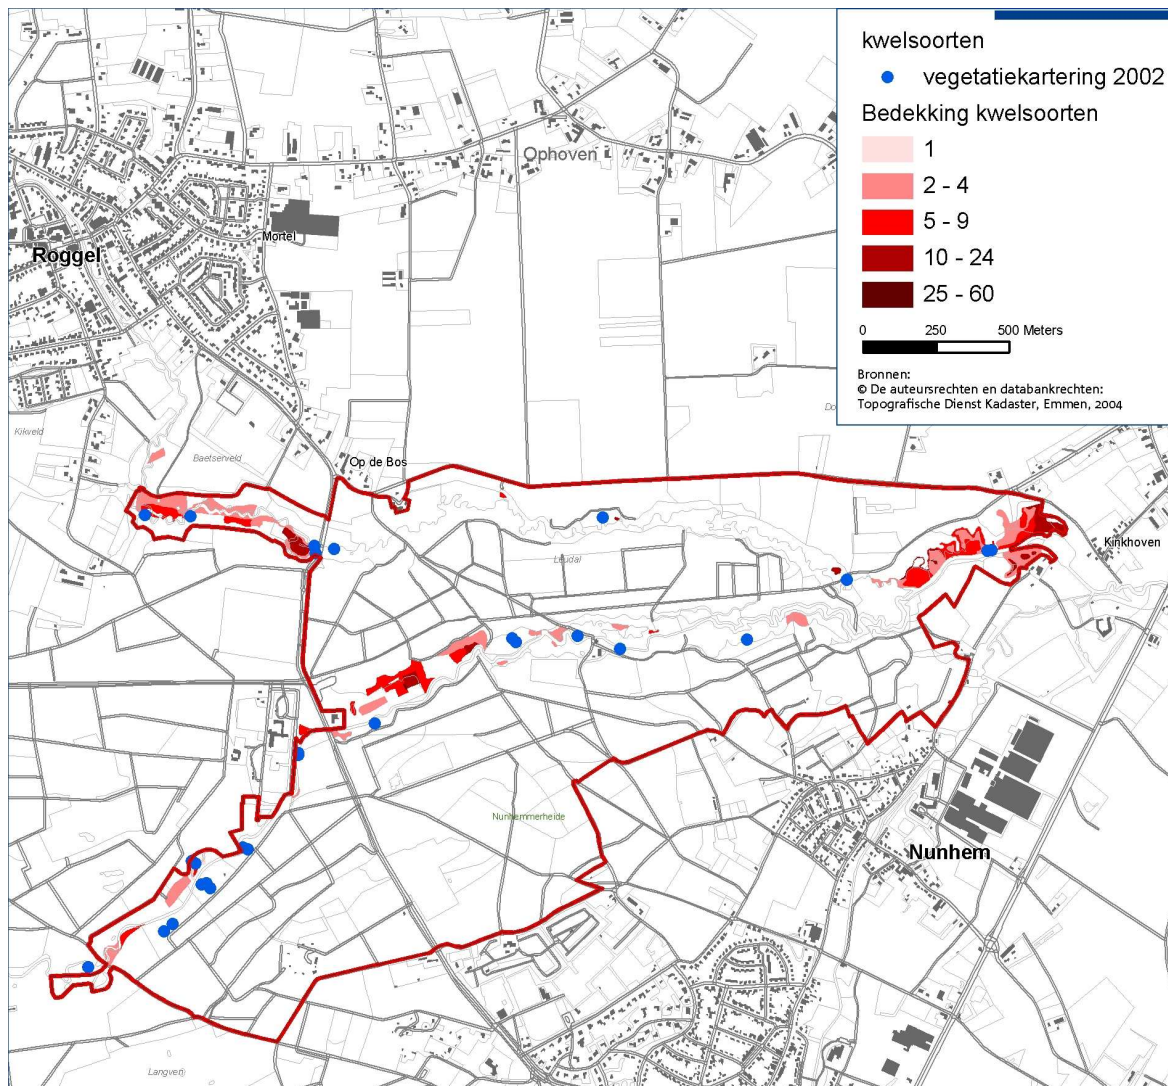 kwelsoorten
vegetatiekartering 2002
Bedekking kwelsoorten
1
2 - 4
5 - 9
10 - 24
25 - 60
0 250 500 Meters
Bronnen:
© De auteursrechten en databankrechten:
Topografische Dienst Kadaster, Emmen, 2004
Ophoven
Mortel
Roggel
Kikveld
Baetserveld
Op de Bos
Leudal
Kinkhoven
Nunhemmerheide
Nunhem
Langven